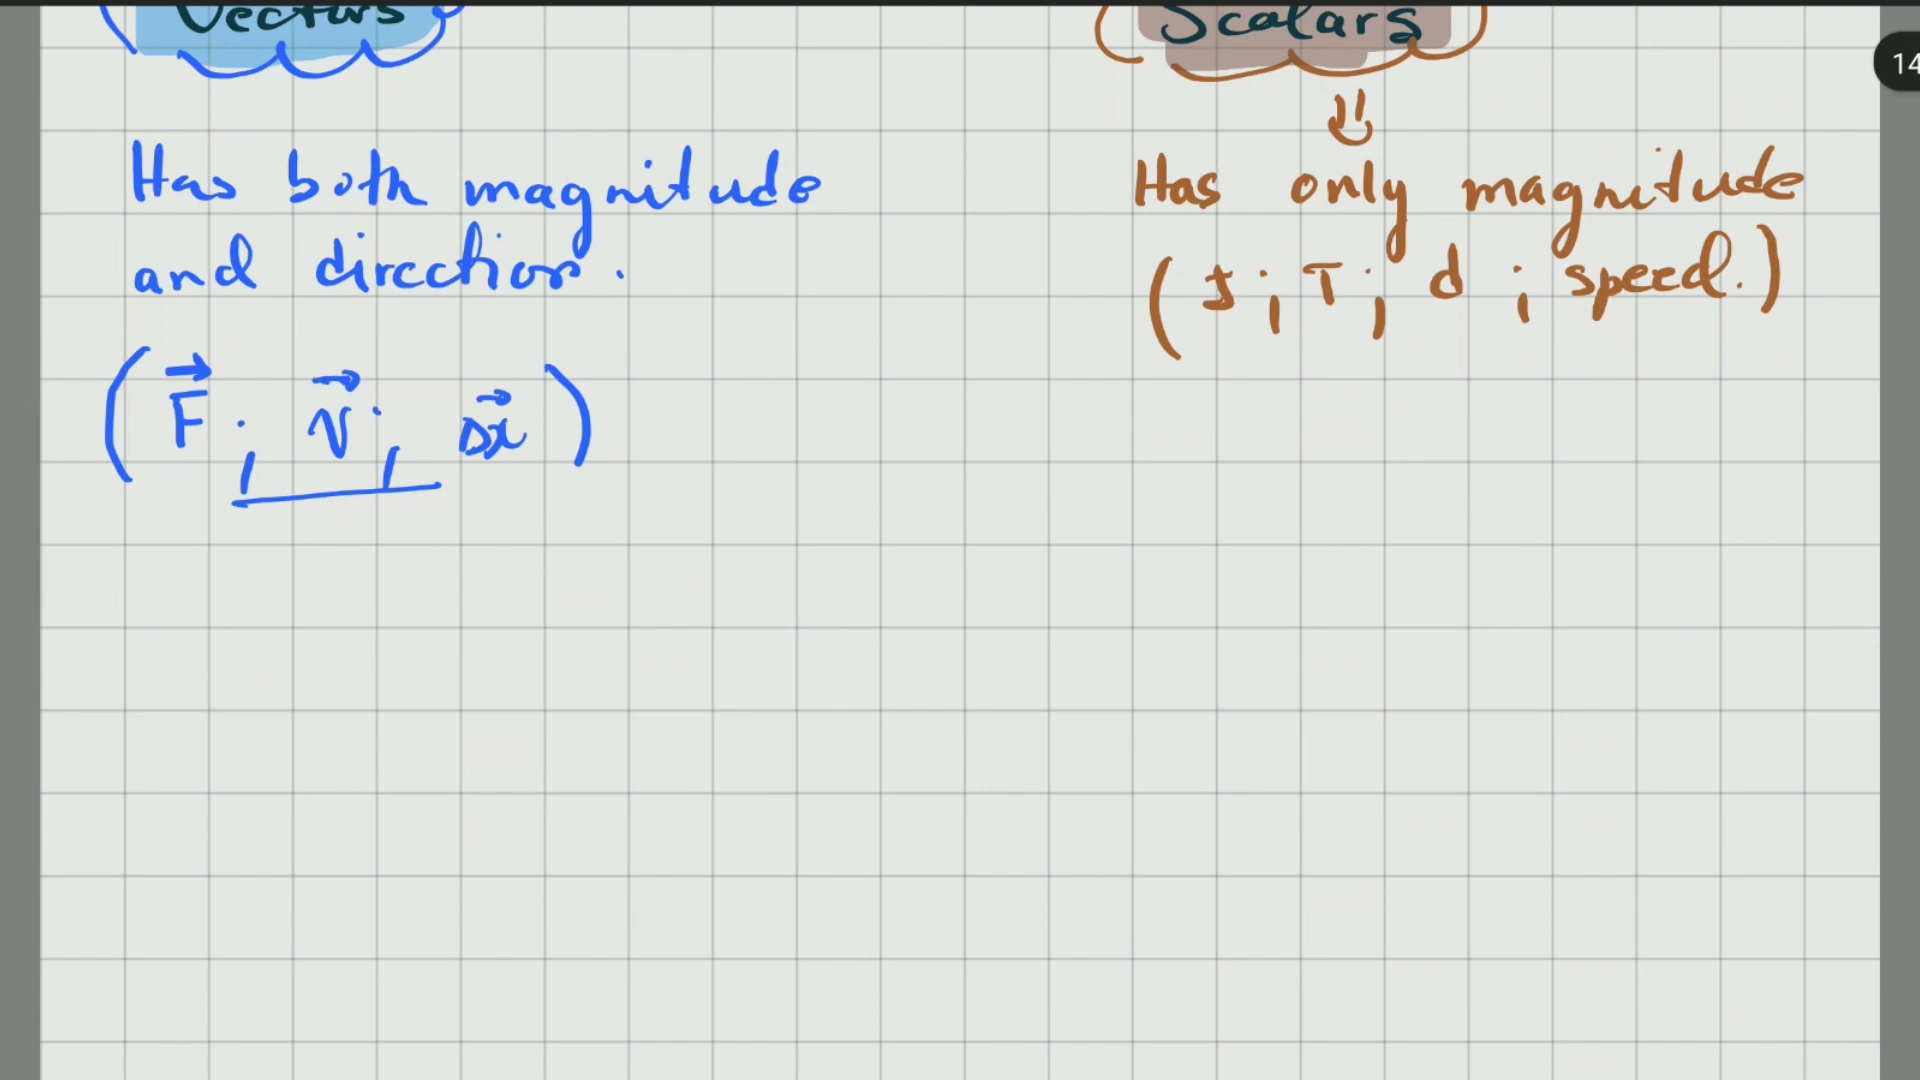 Vectors
Scalars
14
Has both magnitude
and direction.
(F⃗ ; v⃗ ; Δx⃗ )
Has only magnitude
( t ; T ; d ; speed.)